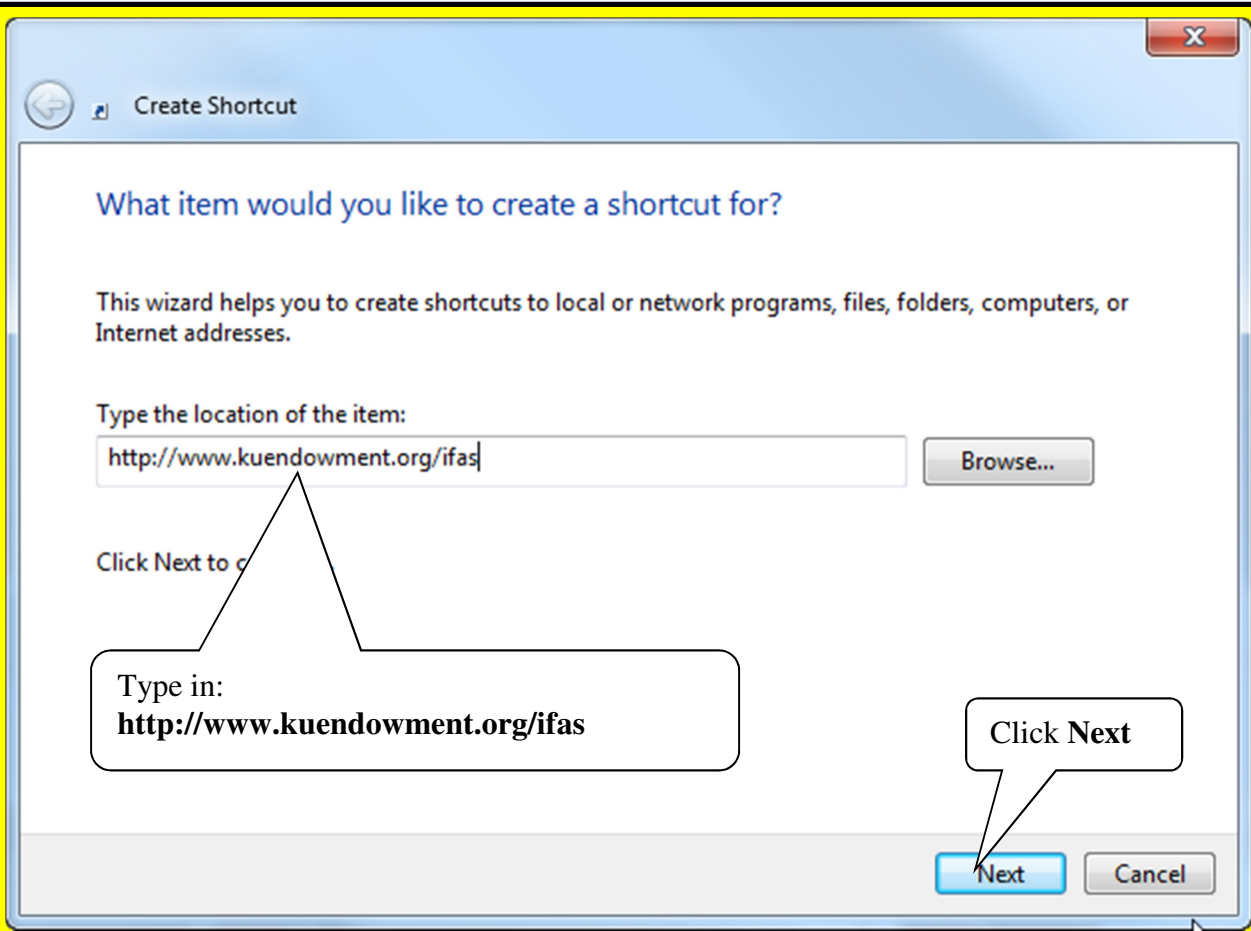 Create Shortcut
What item would you like to create a shortcut for?
This wizard helps you to create shortcuts to local or network programs, files, folders, computers, or
Internet addresses.
Type the location of the item:
http://www.kuendowment.org/ifas
Browse...
Click Next to
Type in:
http://www.kuendowment.org/ifas
Click Next
Next
Cancel